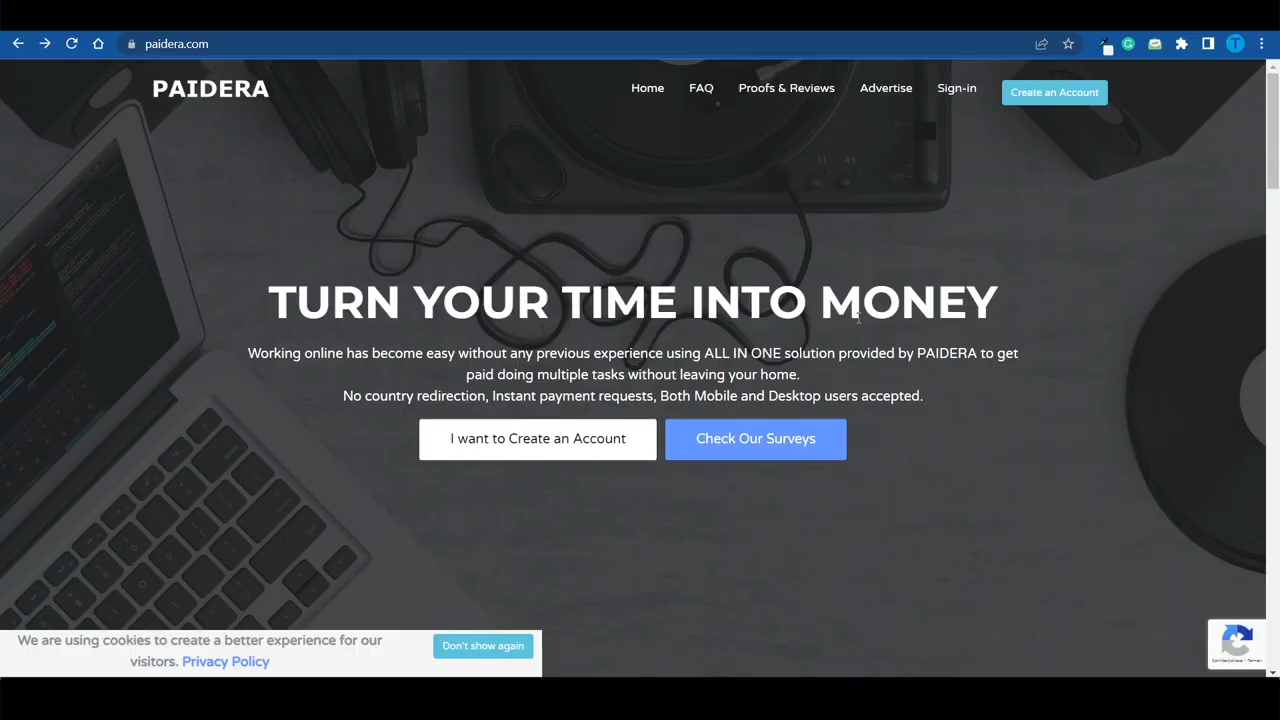 paidera.com
T
PAIDERA
Home
FAQ
Proofs & Reviews
Advertise
Sign-in
Create an Account
33 45
TURN YOUR TIME INTO MONEY
Working online has become easy without any previous experience using ALL IN ONE solution provided by PAIDERA to get
paid doing multiple tasks without leaving your home.
No country redirection, Instant payment requests, Both Mobile and Desktop users accepted.
I want to Create an Account
Check Our Surveys
We are using cookies to create a better experience for our
visitors. Privacy Policy
Don't show again